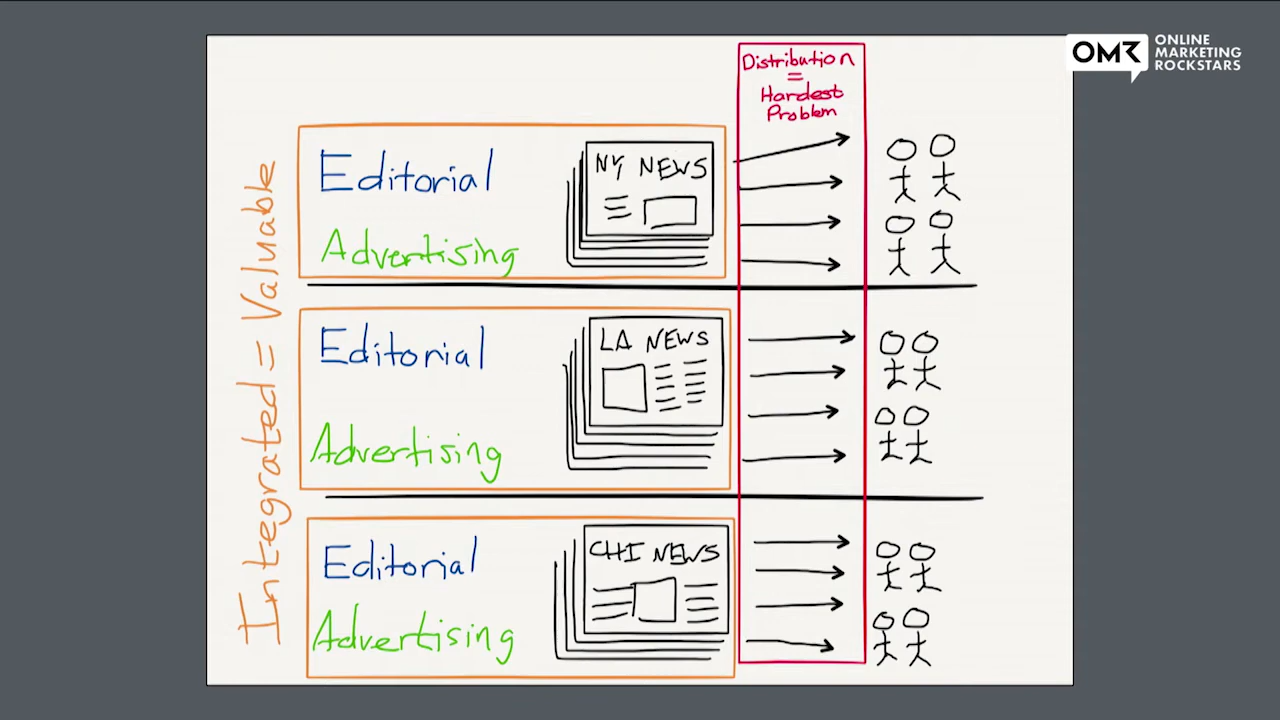 OMR
ONLINE
MARKETING
ROCKSTARS
Distribution
=
Hardest
Problem
Integrated = Valuable
Editorial
Advertising
NY NEWS
Editorial
Advertising
LA NEWS
Editorial
Advertising
CHI NEWS